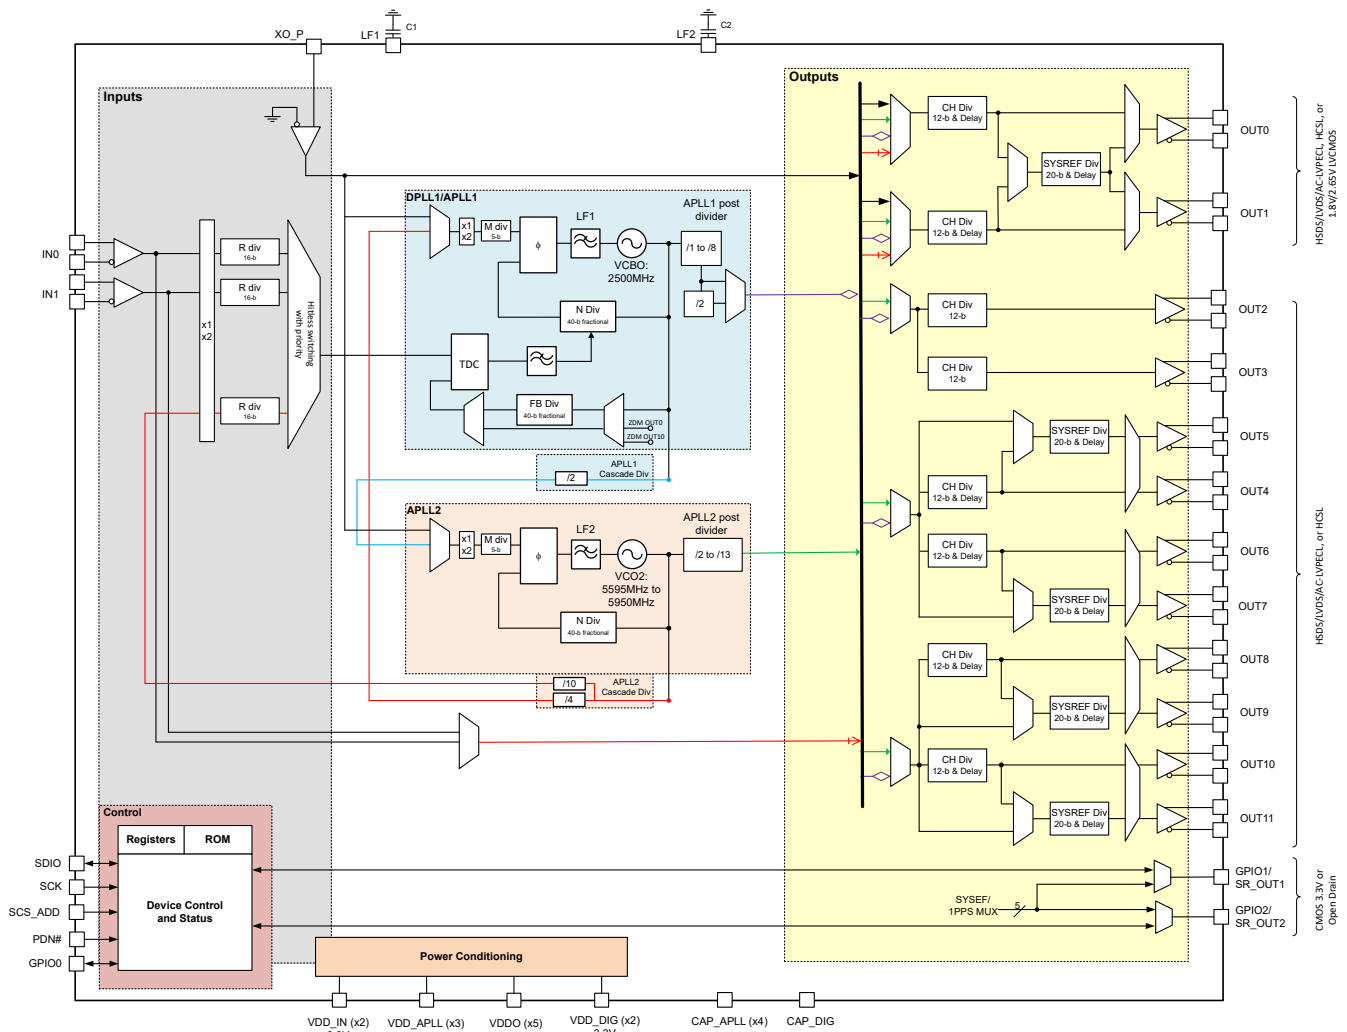 XO_P
LF1
C1
LF2
C2
Inputs
Outputs
DPLL1/APLL1
x1
x2
M div
5-b
ϕ
LF1
VCBO:
2500MHz
APLL1 post
divider
/1 to /8
/2
N Div
40-b fractional
TDC
FB Div
40-b fractional
ZDM OUT0
ZDM OUT10
APLL1
Cascade Div
/2
APLL2
x1
x2
M div
5-b
ϕ
LF2
VCO2:
5595MHz to
5950MHz
APLL2 post
divider
/2 to /13
N Div
40-b fractional
/10
/4
APLL2
Cascade Div
IN0
IN1
x1
x2
R div
16-b
R div
16-b
R div
16-b
Hitless switching
with priority
CH Div
12-b & Delay
SYSREF Div
20-b & Delay
CH Div
12-b & Delay
CH Div
12-b
CH Div
12-b
SYSREF Div
20-b & Delay
CH Div
12-b & Delay
CH Div
12-b & Delay
SYSREF Div
20-b & Delay
CH Div
12-b & Delay
SYSREF Div
20-b & Delay
CH Div
12-b & Delay
SYSREF Div
20-b & Delay
OUT0
OUT1
OUT2
OUT3
OUT5
OUT4
OUT6
OUT7
OUT8
OUT9
OUT10
OUT11
GPIO1/
SR_OUT1
GPIO2/
SR_OUT2
SYSEF/
1PPS MUX
5
HSDS/LVDS/AC-LVPECL, HCSL, or
1.8V/2.65V LVCMOS
HSDS/LVDS/AC-LVPECL, or HCSL
CMOS 3.3V or
Open Drain
Control
Registers
ROM
Device Control
and Status
SDIO
SCK
SCS_ADD
PDN#
GPIO0
Power Conditioning
VDD_IN (x2)
VDD_APLL (x3)
VDDO (x5)
VDD_DIG (x2)
CAP_APLL (x4)
CAP_DIG